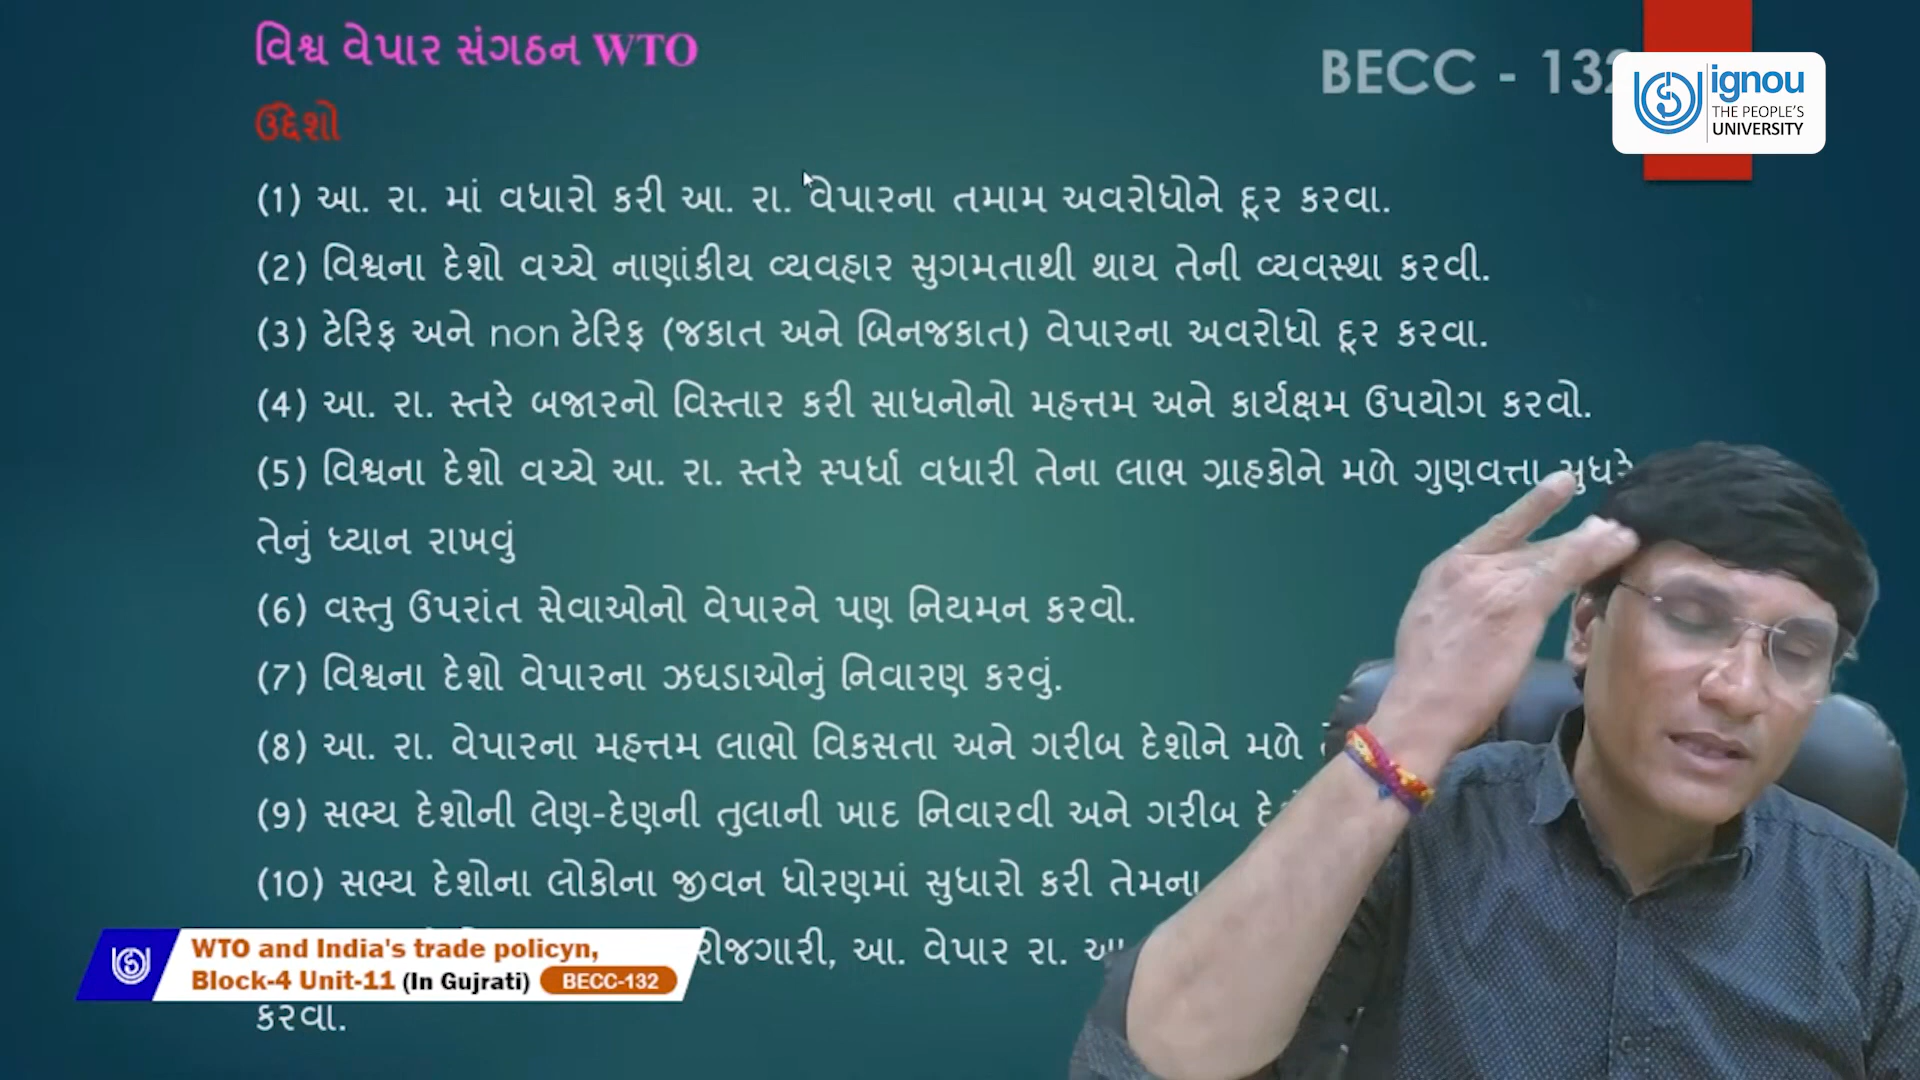 વિશ્વ વેપાર સંગઠન WTO
BECC - 132
ignou
THE PEOPLE'S
UNIVERSITY
ઉદ્દેશો
(1) આ. રા. માં વધારો કરી આ. રા. વેપારના તમામ અવરોધોને દૂર કરવા.
(2) વિશ્વના દેશો વચ્ચે નાણાંકીય વ્યવહાર સુગમતાથી થાય તેની વ્યવસ્થા કરવી.
(3) ટેરિફ અને non ટેરિફ (જકાત અને બિનજકાત) વેપારના અવરોધો દૂર કરવા.
(4) આ. રા. સ્તરે બજારનો વિસ્તાર કરી સાધનોનો મહત્તમ અને કાર્યક્ષમ ઉપયોગ કરવો.
(5) વિશ્વના દેશો વચ્ચે આ. રા. સ્તરે સ્પર્ધા વધારી તેના લાભ ગ્રાહકોને મળે ગુણવત્તા સુધરે
તેનું ધ્યાન રાખવું
(6) વસ્તુ ઉપરાંત સેવાઓનો વેપારને પણ નિયમન કરવો.
(7) વિશ્વના દેશો વેપારના ઝઘડાઓનું નિવારણ કરવું.
(8) આ. રા. વેપારના મહત્તમ લાભો વિકસતા અને ગરીબ દેશોને મળે
(9) સભ્ય દેશોની લેણ-દેણની તુલાની ખાદ નિવારવી અને ગરીબ
(10) સભ્ય દેશોના લોકોના જીવન ધોરણમાં સુધારો કરી તેમના
રોજગારી, આ. વેપાર રા.
કરવા.
WTO and India's trade policyn,
Block-4 Unit-11 (In Gujrati) BECC-132